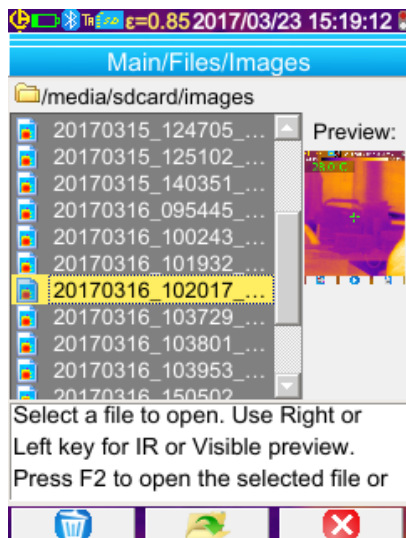 ε=0.85 2017/03/23 15:19:12
Main/Files/Images
/media/sdcard/images
20170315_124705_...
Preview:
20170315_125102_...
20170315_140351_...
20170316_095445_...
20170316_100243_...
20170316_101932_...
20170316_102017_...
20170316_103729_...
20170316_103801_...
20170316_103953_...
20170316_150502
Select a file to open. Use Right or
Left key for IR or Visible preview.
Press F2 to open the selected file or